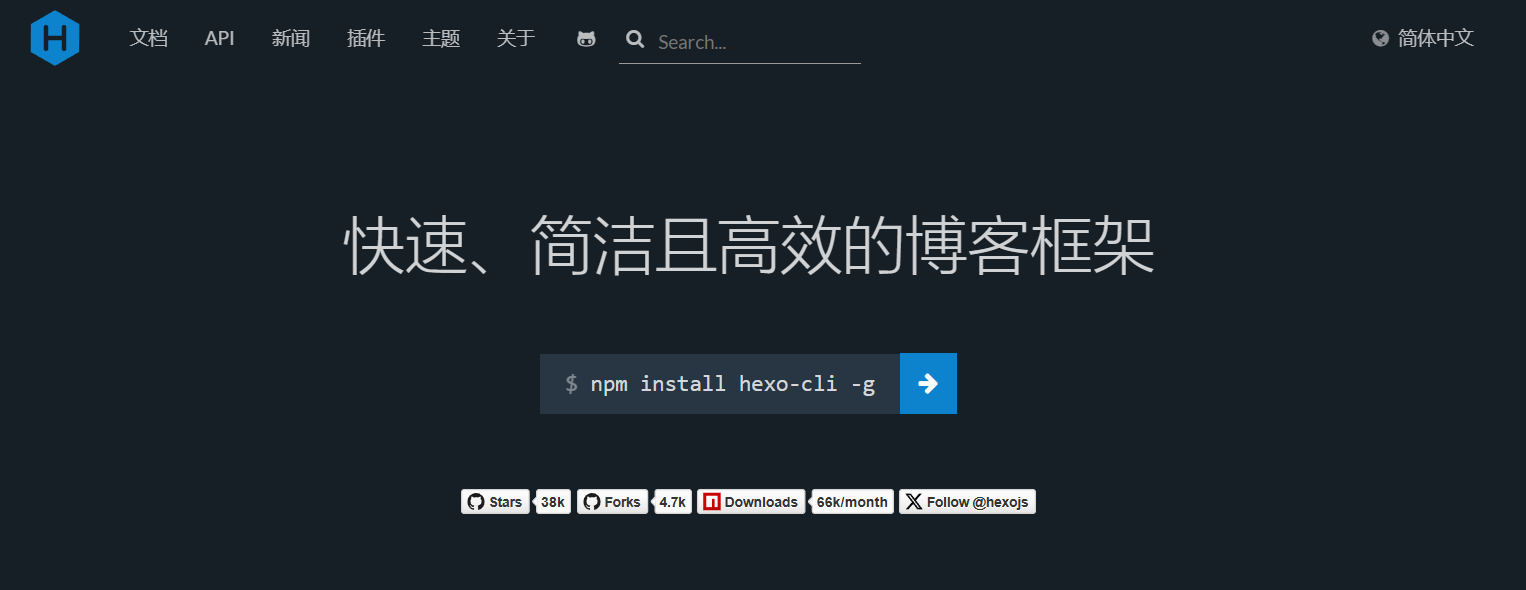 H 文档 API 新闻 插件 主题 关于 Search... 简体中文
快速、简洁且高效的博客框架
$ npm install hexo-cli -g
Stars 38k Forks 4.7k Downloads 66k/month Follow @hexojs